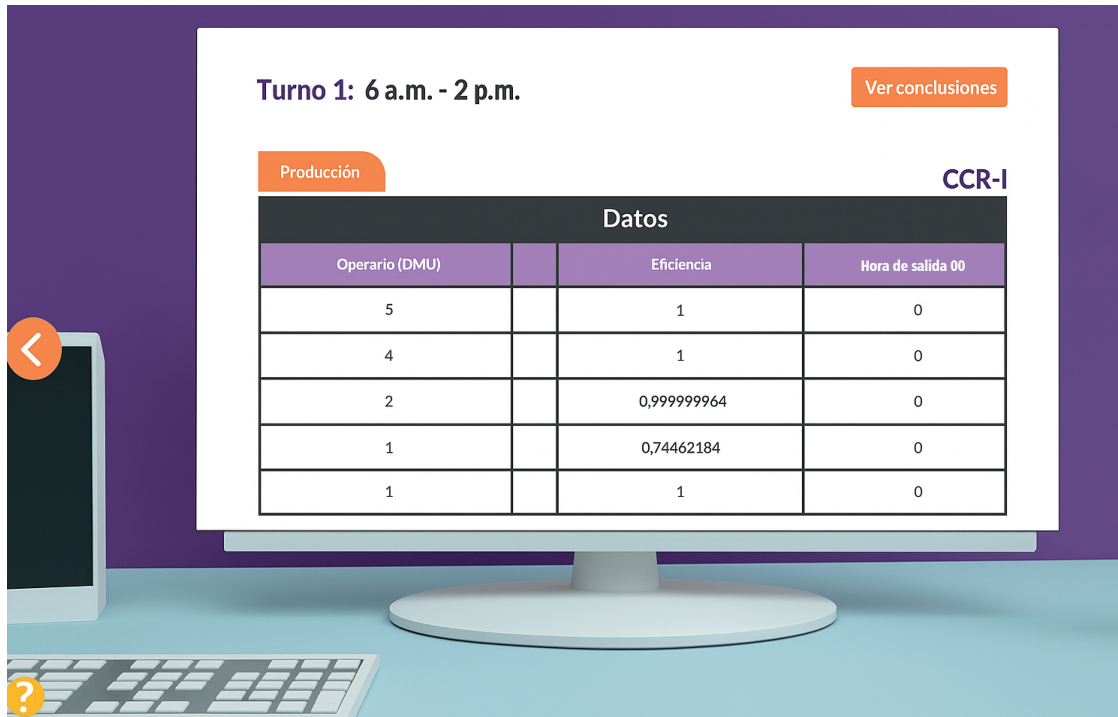 Turno 1: 6 a.m. - 2 p.m.
Ver conclusiones
Producción
CCR-I
Datos
Operario (DMU) Eficiencia Hora de salida 00
5 1 0
4 1 0
2 0,999999964 0
1 0,74462184 0
1 1 0
?